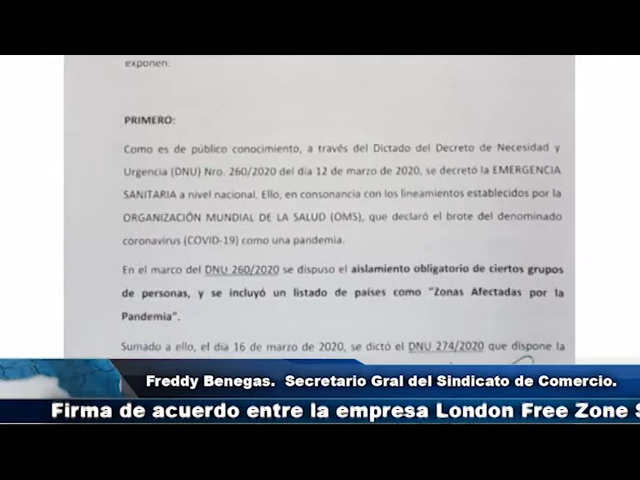 exponen:
PRIMERO:
Como es de público conocimiento, a través del Dictado del Decreto de Necesidad y
Urgencia (DNU) Nro. 260/2020 del día 12 de marzo de 2020, se decretó la EMERGENCIA
SANITARIA a nivel nacional. Ello, en consonancia con los lineamientos establecidos por la
ORGANIZACIÓN MUNDIAL DE LA SALUD (OMS), que declaró el brote del denominado
coronavirus (COVID-19) como una pandemia.
En el marco del DNU 260/2020 se dispuso el aislamiento obligatorio de ciertos grupos
de personas, y se incluyó un listado de países como "Zonas Afectadas por la
Pandemia".
Sumado a ello, el día 16 de marzo de 2020, se dictó el DNU 274/2020 que dispone la
Freddy Benegas. Secretario Gral del Sindicato de Comercio.
Firma de acuerdo entre la empresa London Free Zone S